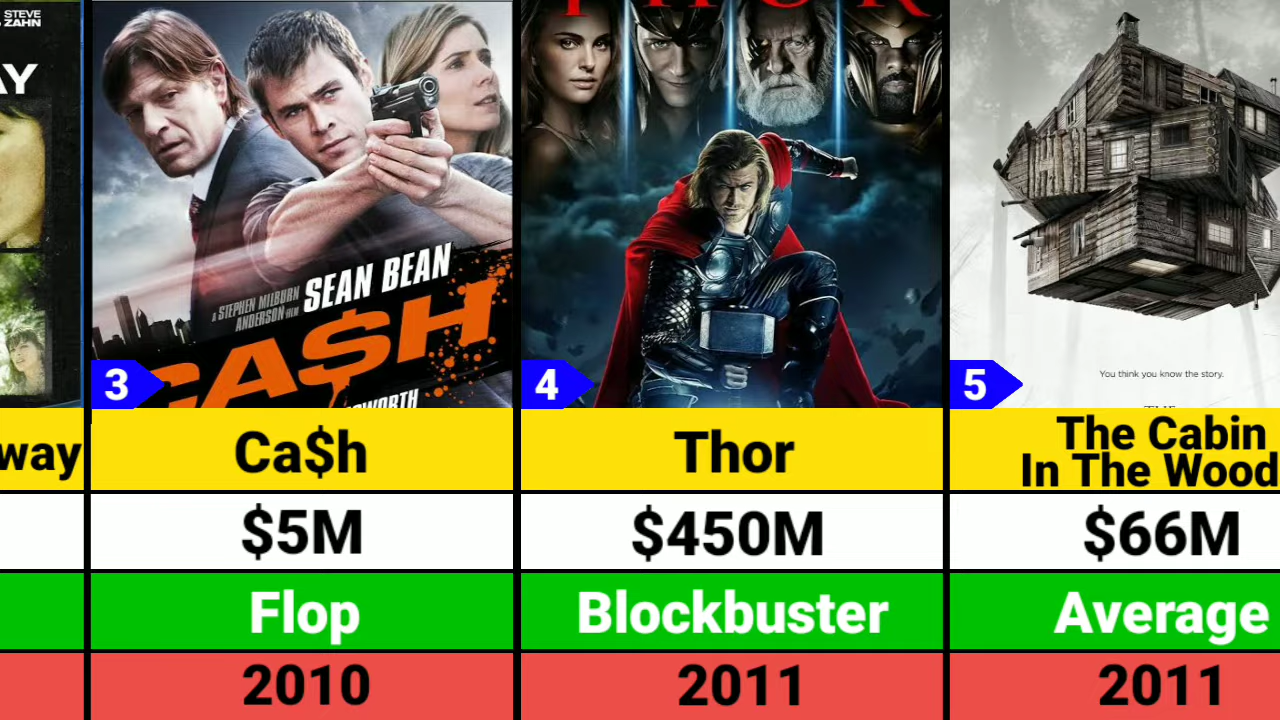 STEVE
ZAHN
AY
way
A STEPHEN MILBURN
ANDERSON FILM
SEAN BEAN
CA$H
3
Ca$h
$5M
Flop
2010
THOR
4
Thor
$450M
Blockbuster
2011
You think you know the story.
5
The Cabin
In The Wood
$66M
Average
2011